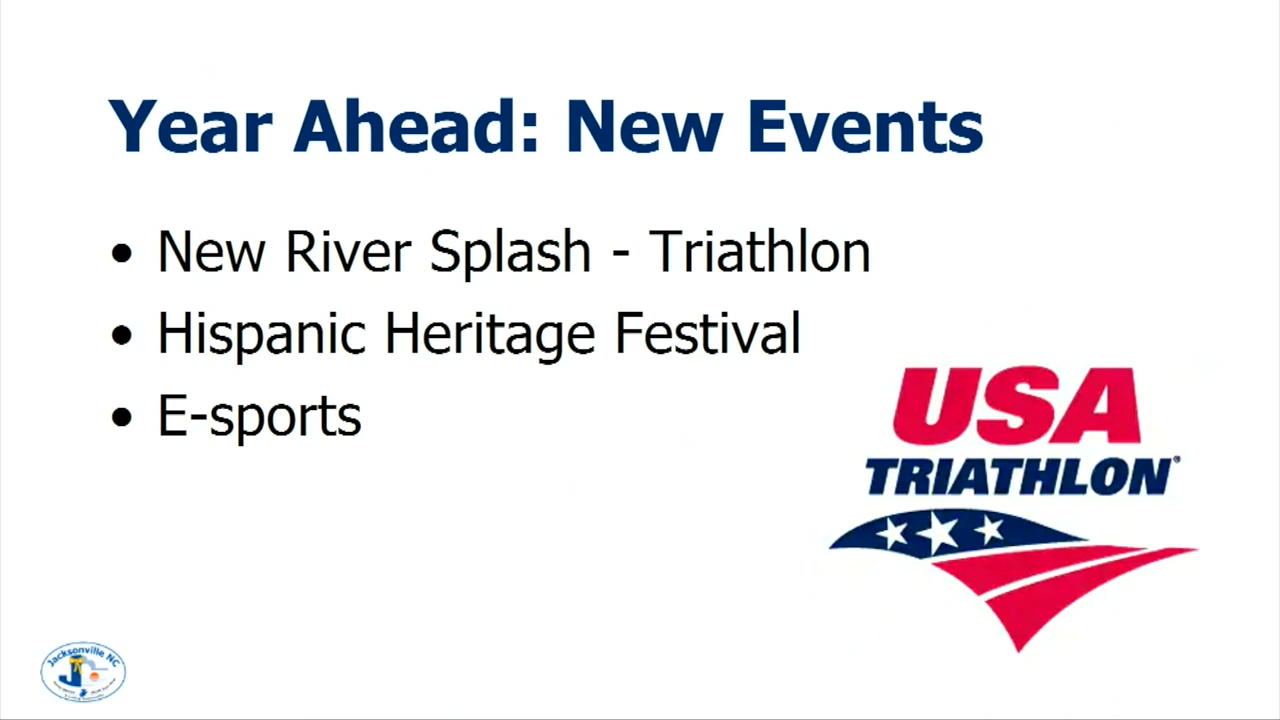 Year Ahead: New Events
• New River Splash - Triathlon
• Hispanic Heritage Festival
• E-sports
USA
TRIATHLON®
Jacksonville NC